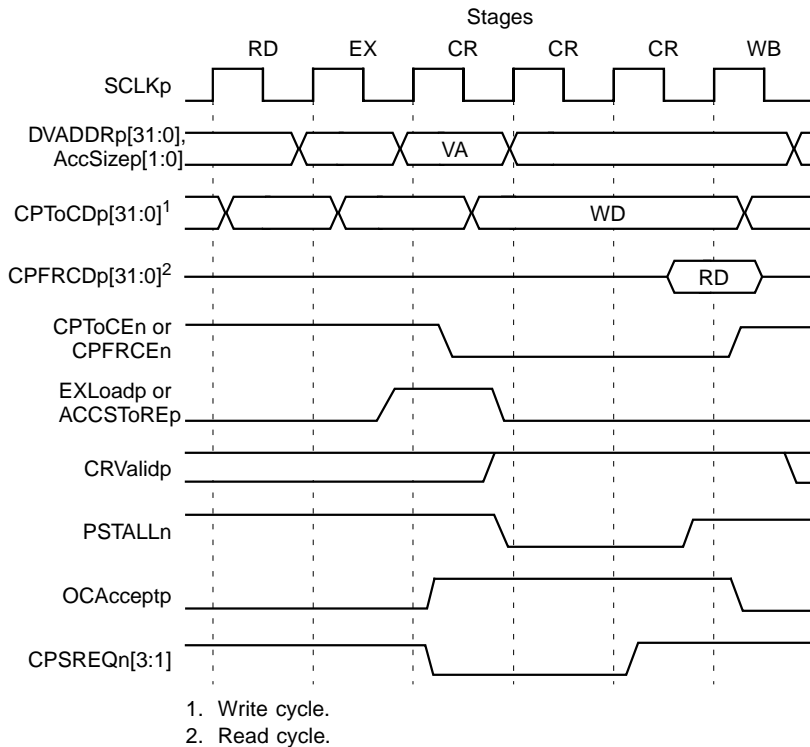 Stages
RD EX CR CR CR WB
SCLKp
DVADDRp[31:0],
AccSizep[1:0]
VA
CPToCDp[31:0]1
WD
CPFRCDp[31:0]2
RD
CPToCEn or
CPFRCEn
EXLoadp or
ACCSToREp
CRValidp
PSTALLn
OCAcceptp
CPSREQn[3:1]
1. Write cycle.
2. Read cycle.